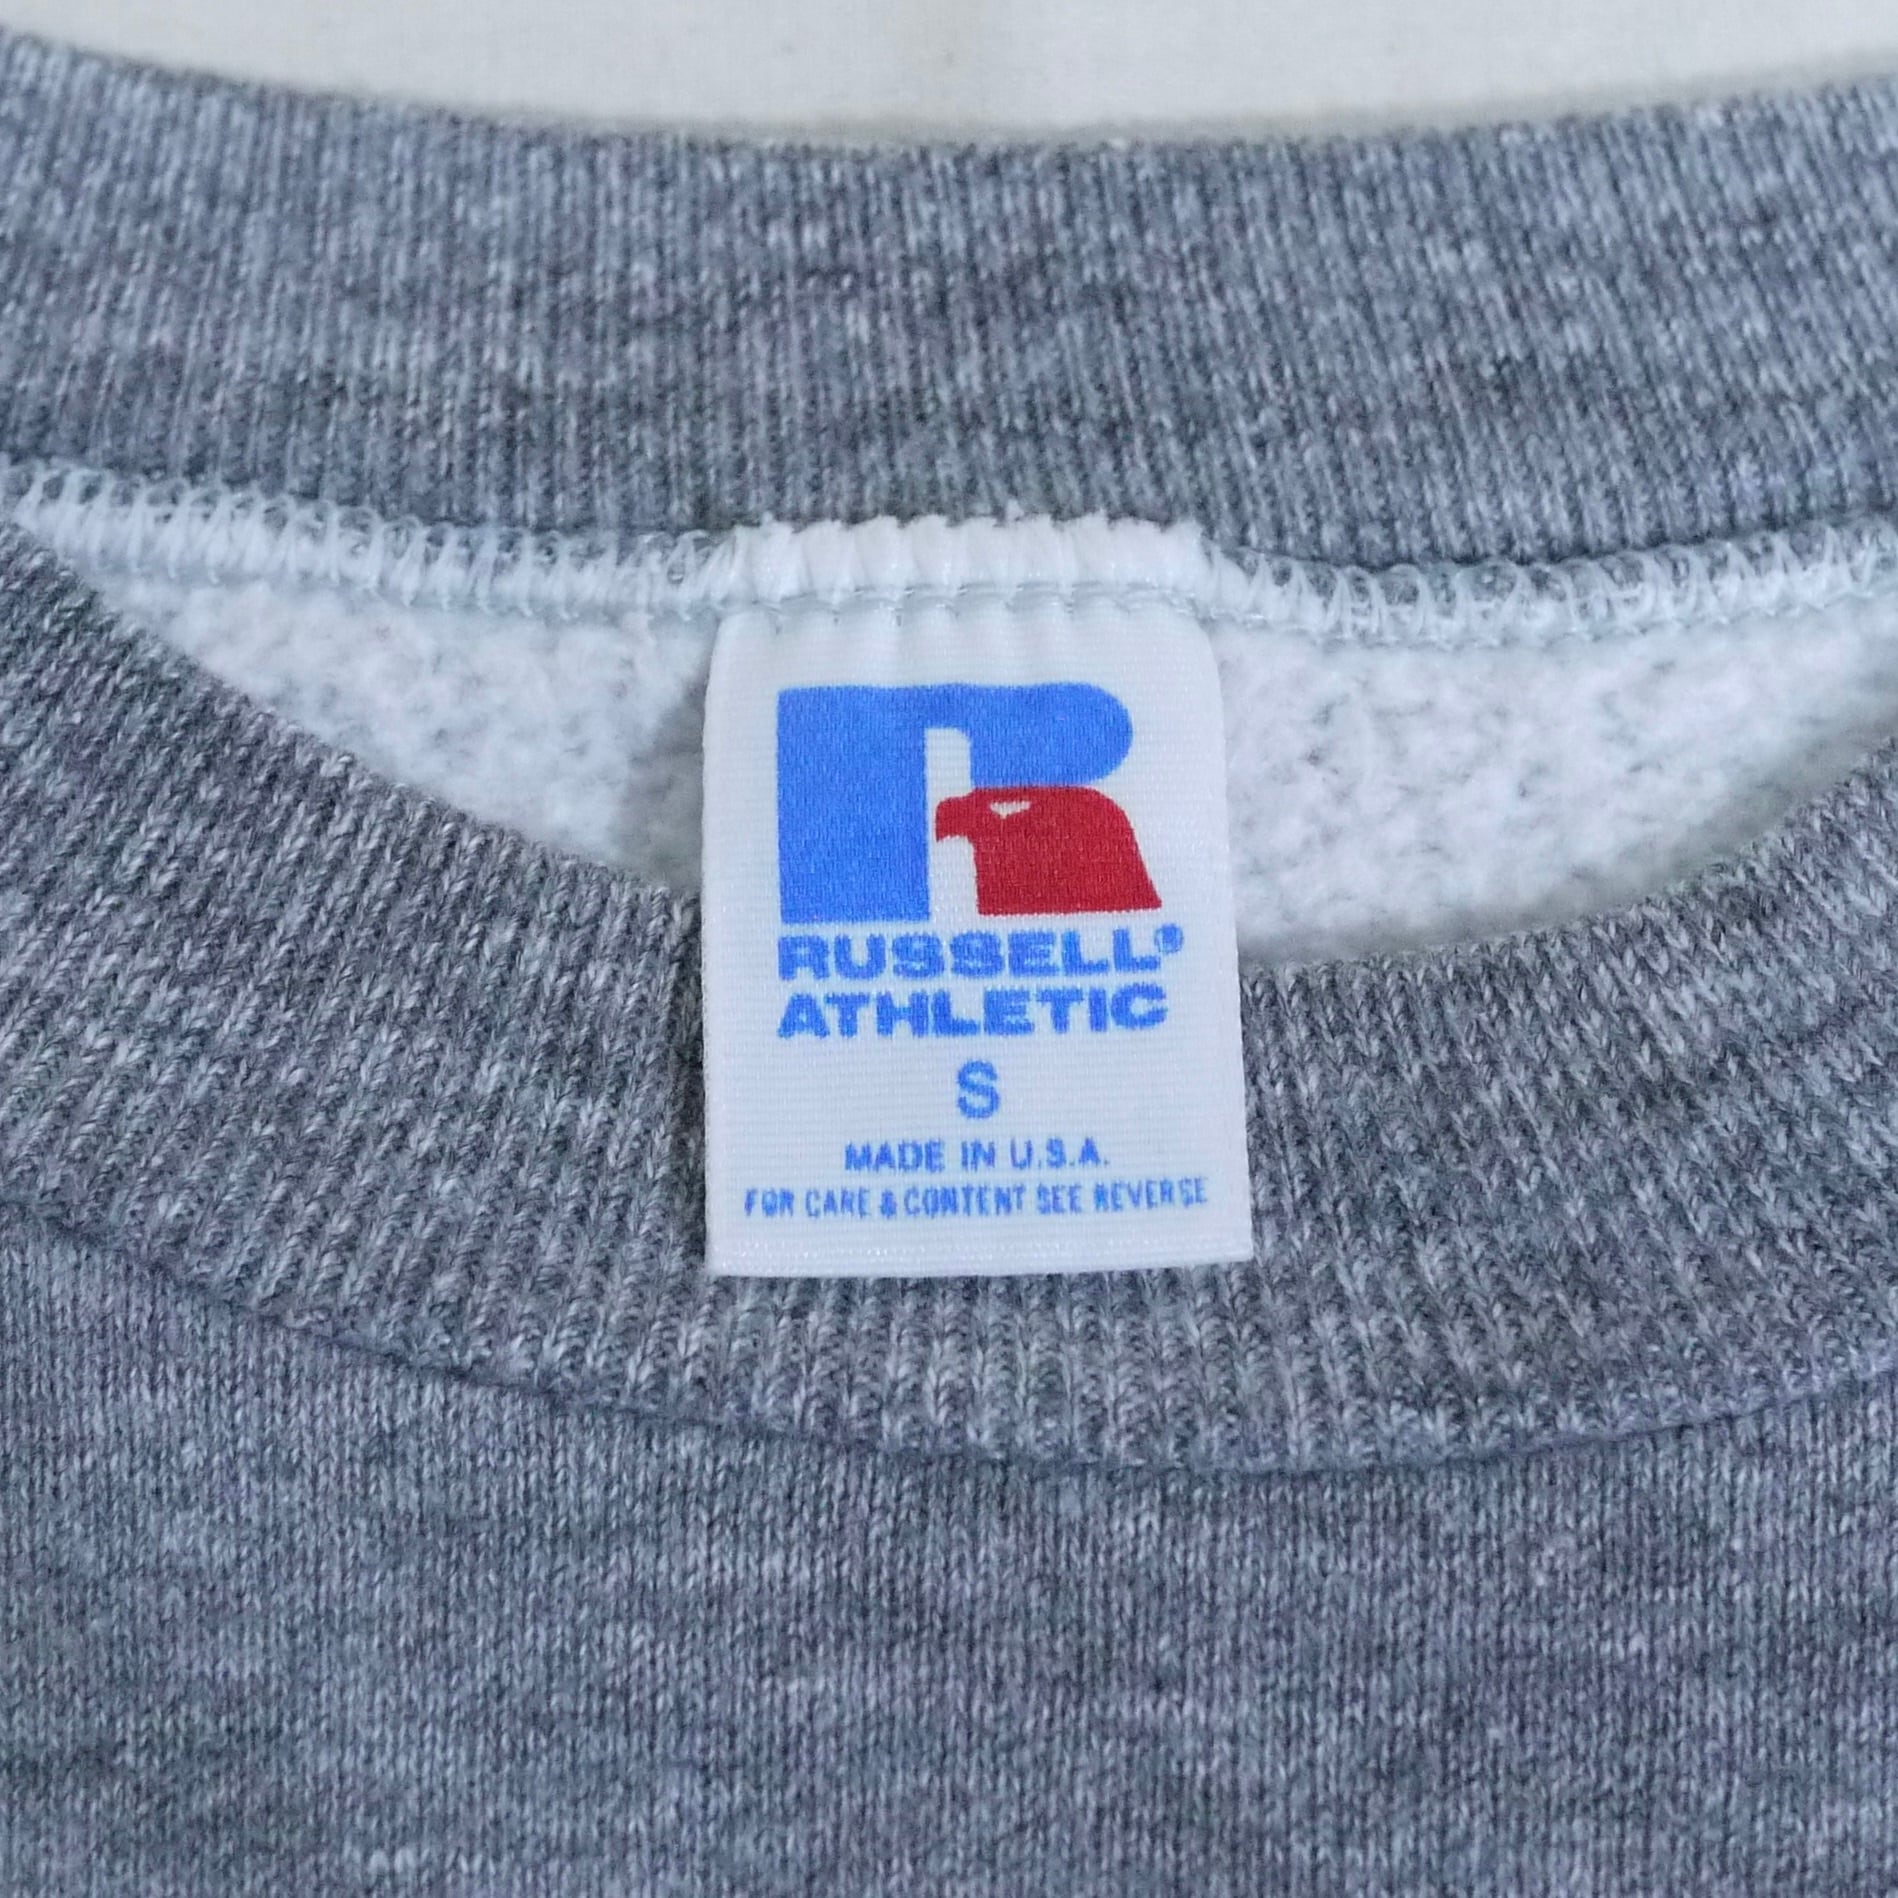 RUSSELL®
ATHLETIC
S
MADE IN U.S.A.
FOR CARE & CONTENT SEE REVERSE